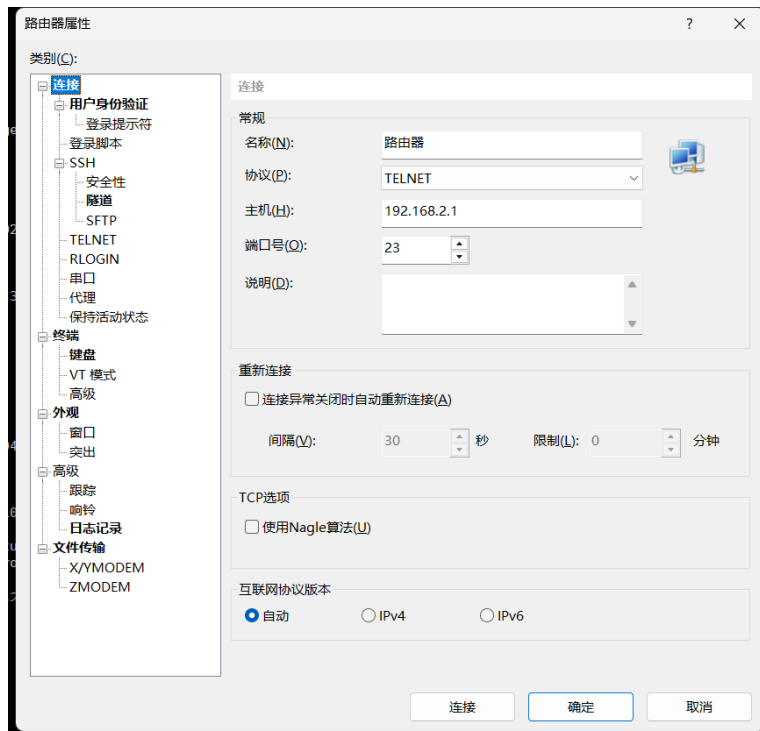 路由器属性
类别(C):
连接
用户身份验证
登录提示符
登录脚本
SSH
安全性
隧道
SFTP
TELNET
RLOGIN
串口
代理
保持活动状态
终端
键盘
VT 模式
高级
外观
窗口
突出
高级
跟踪
响铃
日志记录
文件传输
X/YMODEM
ZMODEM
连接
常规
名称(N): 路由器
协议(P): TELNET
主机(H): 192.168.2.1
端口号(O): 23
说明(D):
重新连接
连接异常关闭时自动重新连接(A)
间隔(V): 30 秒 限制(L): 0 分钟
TCP选项
使用Nagle算法(U)
互联网协议版本
自动 IPv4 IPv6
连接 确定 取消